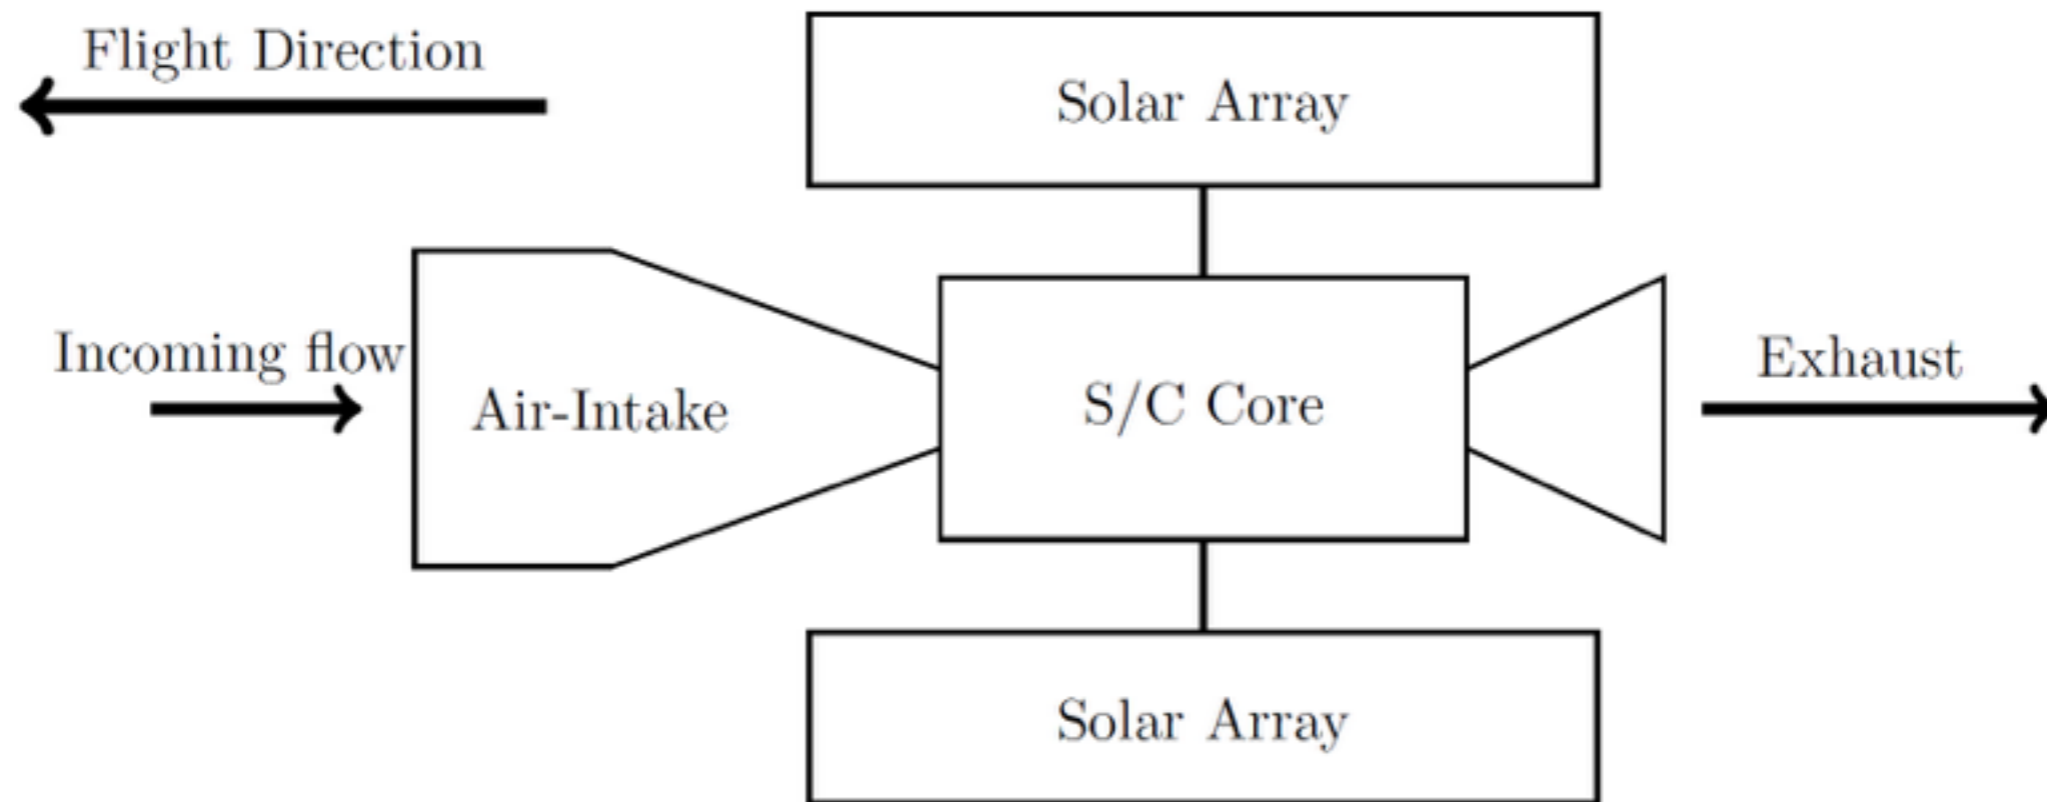 Flight Direction
Solar Array
Incoming flow
Air-Intake
S/C Core
Exhaust
Solar Array